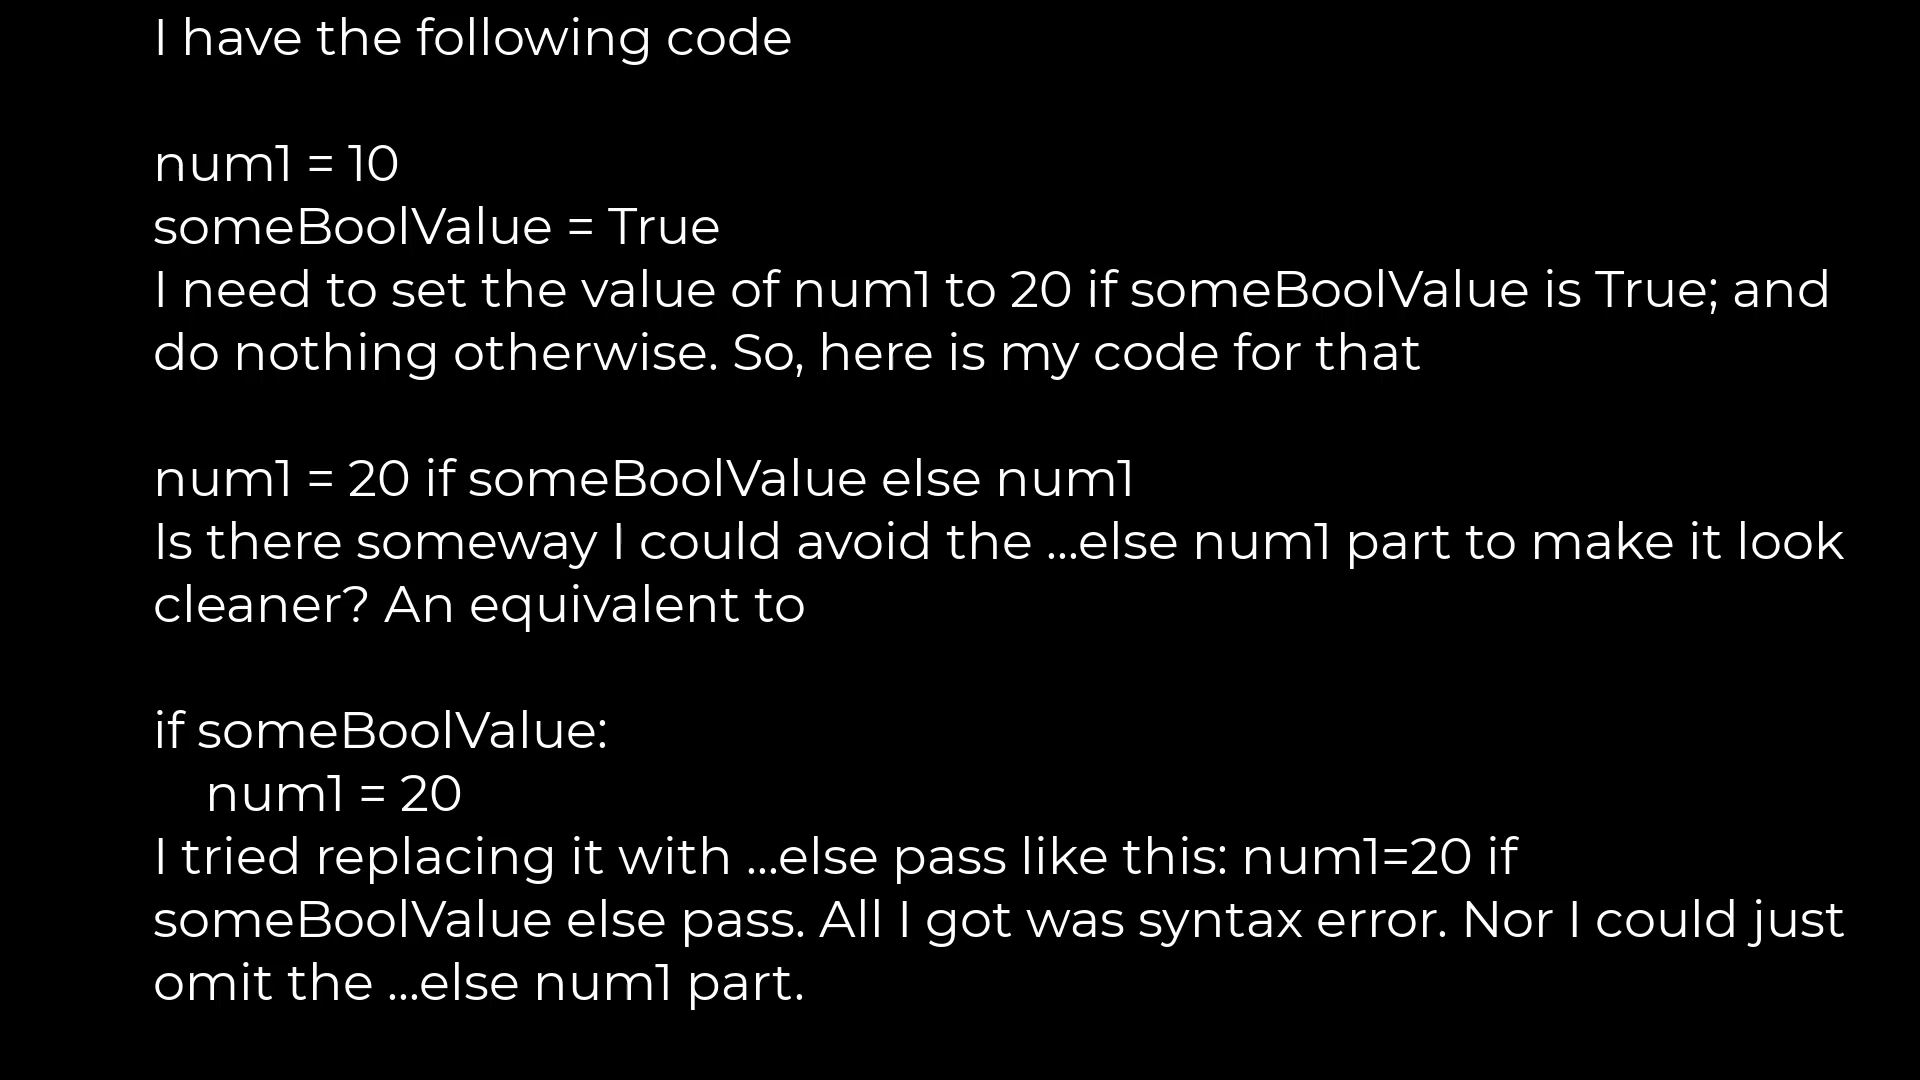 I have the following code
num1 = 10
someBoolValue = True
I need to set the value of num1 to 20 if someBoolValue is True; and
do nothing otherwise. So, here is my code for that
num1 = 20 if someBoolValue else num1
Is there someway I could avoid the ...else num1 part to make it look
cleaner? An equivalent to
if someBoolValue:
    num1 = 20
I tried replacing it with ...else pass like this: num1=20 if
someBoolValue else pass. All I got was syntax error. Nor I could just
omit the ...else num1 part.